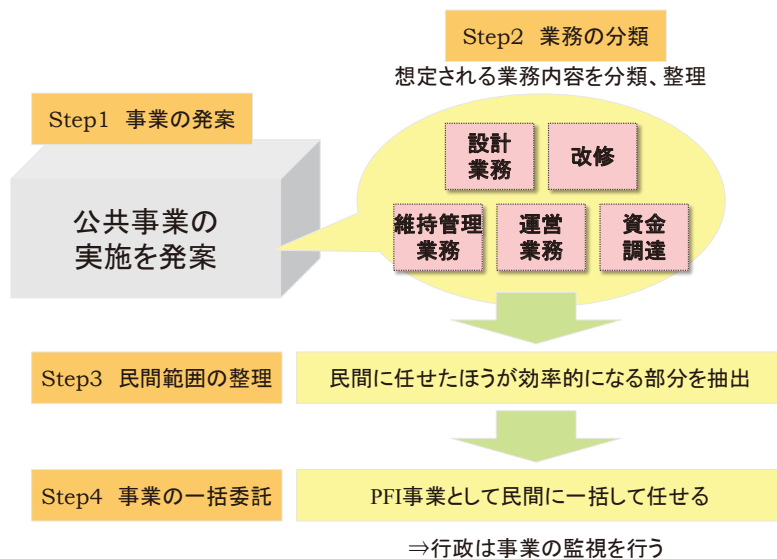 Step1 事業の発案
公共事業の
実施を発案
Step2 業務の分類
想定される業務内容を分類、整理
設計
業務
改修
維持管理
業務
運営
業務
資金
調達
Step3 民間範囲の整理
民間に任せたほうが効率的になる部分を抽出
Step4 事業の一括委託
PFI事業として民間に一括して任せる
⇒行政は事業の監視を行う